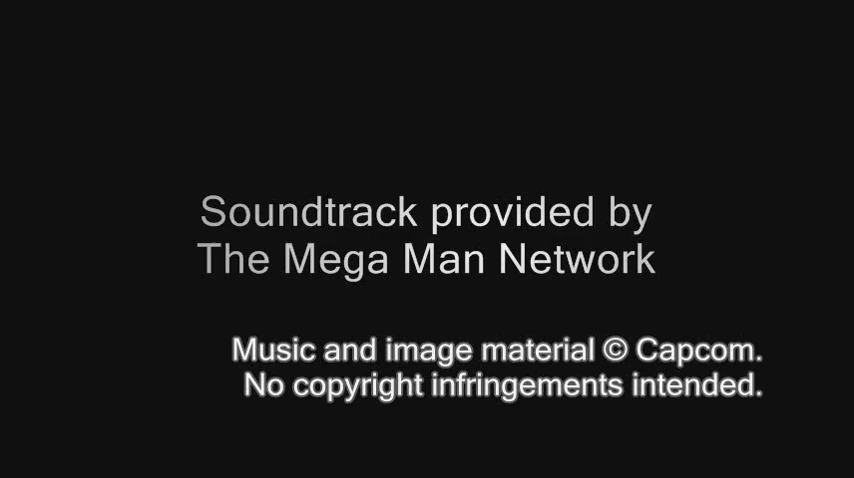 Soundtrack provided by
The Mega Man Network
Music and image material © Capcom.
No copyright infringements intended.